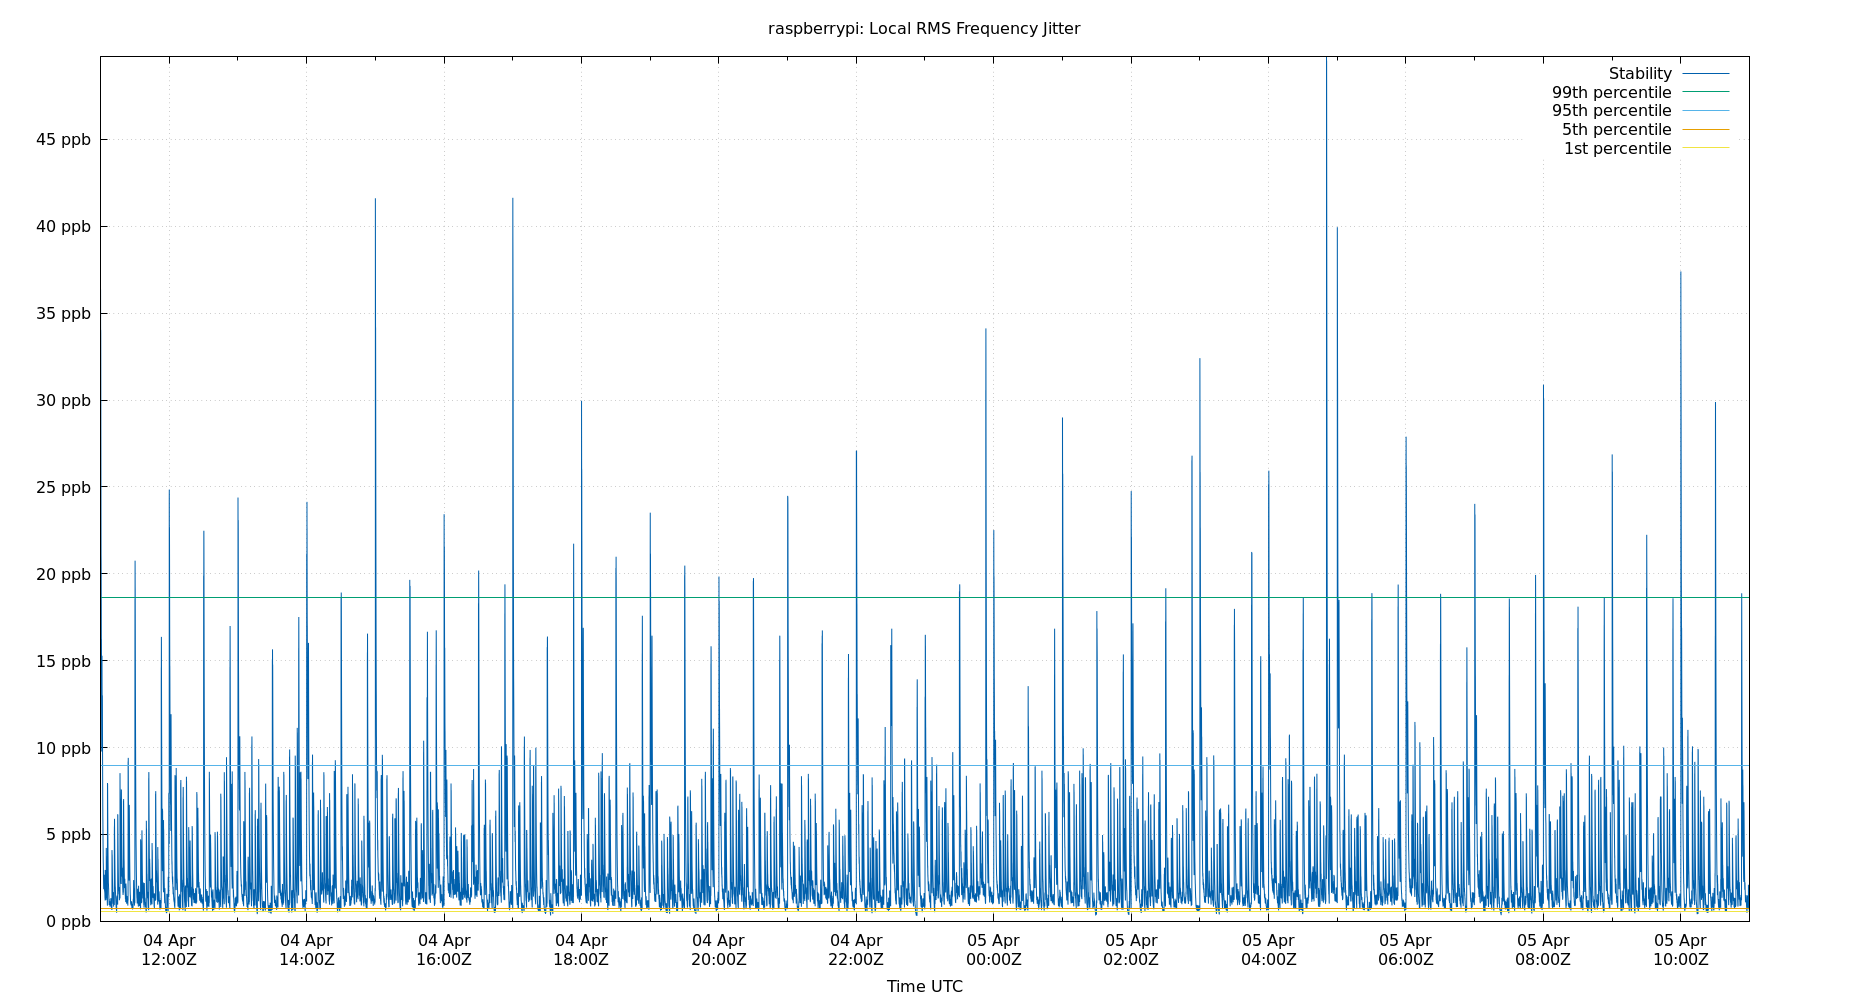 raspberrypi: Local RMS Frequency Jitter
Stability
99th percentile
95th percentile
5th percentile
1st percentile
45 ppb
40 ppb
35 ppb
30 ppb
25 ppb
20 ppb
15 ppb
10 ppb
5 ppb
0 ppb
04 Apr 04 Apr 04 Apr 04 Apr 04 Apr 04 Apr 05 Apr 05 Apr 05 Apr 05 Apr 05 Apr 05 Apr
12:00Z 14:00Z 16:00Z 18:00Z 20:00Z 22:00Z 00:00Z 02:00Z 04:00Z 06:00Z 08:00Z 10:00Z
Time UTC